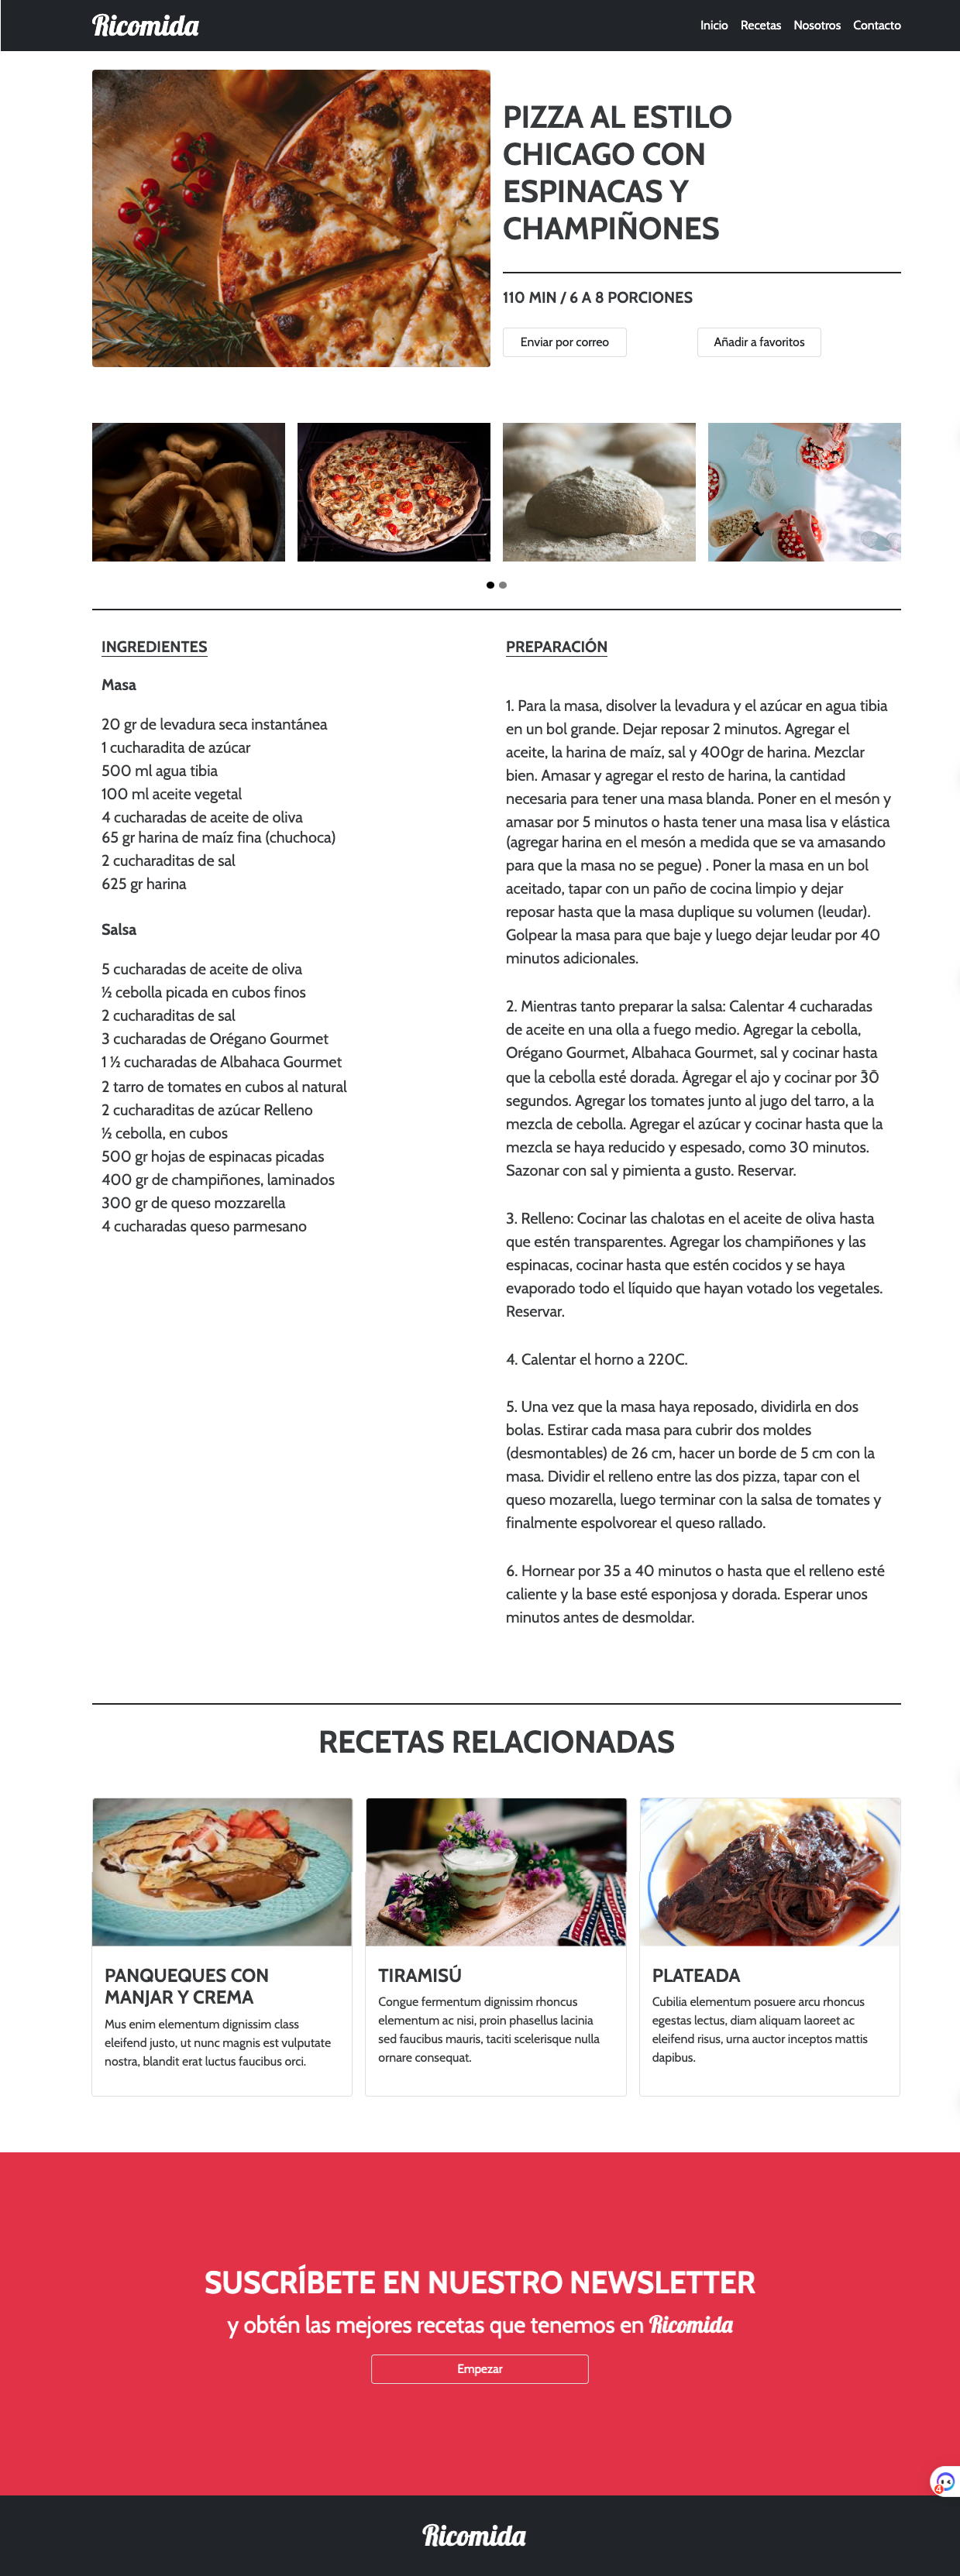 Ricomida
Inicio Recetas Nosotros Contacto
PIZZA AL ESTILO
CHICAGO CON
ESPINACAS Y
CHAMPIÑONES
110 MIN / 6 A 8 PORCIONES
Enviar por correo
Añadir a favoritos
INGREDIENTES
Masa
20 gr de levadura seca instantánea
1 cucharadita de azúcar
500 ml agua tibia
100 ml aceite vegetal
4 cucharadas de aceite de oliva
65 gr harina de maíz fina (chuchoca)
2 cucharaditas de sal
625 gr harina
Salsa
5 cucharadas de aceite de oliva
½ cebolla picada en cubos finos
2 cucharaditas de sal
3 cucharadas de Orégano Gourmet
1 ½ cucharadas de Albahaca Gourmet
2 tarro de tomates en cubos al natural
2 cucharaditas de azúcar Relleno
½ cebolla, en cubos
500 gr hojas de espinacas picadas
400 gr de champiñones, laminados
300 gr de queso mozzarella
4 cucharadas queso parmesano
PREPARACIÓN
1. Para la masa, disolver la levadura y el azúcar en agua tibia
en un bol grande. Dejar reposar 2 minutos. Agregar el
aceite, la harina de maíz, sal y 400gr de harina. Mezclar
bien. Amasar y agregar el resto de harina, la cantidad
necesaria para tener una masa blanda. Poner en el mesón y
amasar por 5 minutos o hasta tener una masa lisa y elástica
(agregar harina en el mesón a medida que se va amasando
para que la masa no se pegue) . Poner la masa en un bol
aceitado, tapar con un paño de cocina limpio y dejar
reposar hasta que la masa duplique su volumen (leudar).
Golpear la masa para que baje y luego dejar leudar por 40
minutos adicionales.
2. Mientras tanto preparar la salsa: Calentar 4 cucharadas
de aceite en una olla a fuego medio. Agregar la cebolla,
Orégano Gourmet, Albahaca Gourmet, sal y cocinar hasta
que la cebolla esté dorada. Agregar el ajo y cocinar por 30
segundos. Agregar los tomates junto al jugo del tarro, a la
mezcla de cebolla. Agregar el azúcar y cocinar hasta que la
mezcla se haya reducido y espesado, como 30 minutos.
Sazonar con sal y pimienta a gusto. Reservar.
3. Relleno: Cocinar las chalotas en el aceite de oliva hasta
que estén transparentes. Agregar los champiñones y las
espinacas, cocinar hasta que estén cocidos y se haya
evaporado todo el líquido que hayan votado los vegetales.
Reservar.
4. Calentar el horno a 220C.
5. Una vez que la masa haya reposado, dividirla en dos
bolas. Estirar cada masa para cubrir dos moldes
(desmontables) de 26 cm, hacer un borde de 5 cm con la
masa. Dividir el relleno entre las dos pizza, tapar con el
queso mozarella, luego terminar con la salsa de tomates y
finalmente espolvorear el queso rallado.
6. Hornear por 35 a 40 minutos o hasta que el relleno esté
caliente y la base esté esponjosa y dorada. Esperar unos
minutos antes de desmoldar.
RECETAS RELACIONADAS
PANQUEQUES CON
MANJAR Y CREMA
Mus enim elementum dignissim class
eleifend justo, ut nunc magnis est vulputate
nostra, blandit erat luctus faucibus orci.
TIRAMISÚ
Congue fermentum dignissim rhoncus
elementum ac nisi, proin phasellus lacinia
sed faucibus mauris, taciti scelerisque nulla
ornare consequat.
PLATEADA
Cubilia elementum posuere arcu rhoncus
egestas lectus, diam aliquam laoreet ac
eleifend risus, urna auctor inceptos mattis
dapibus.
SUSCRÍBETE EN NUESTRO NEWSLETTER
y obtén las mejores recetas que tenemos en Ricomida
Empezar
4
Ricomida